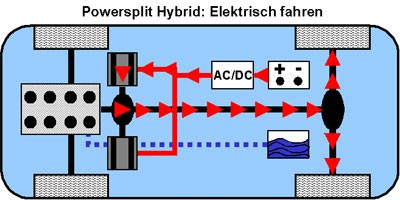 Powersplit Hybrid: Elektrisch fahren
AC/DC
+ -